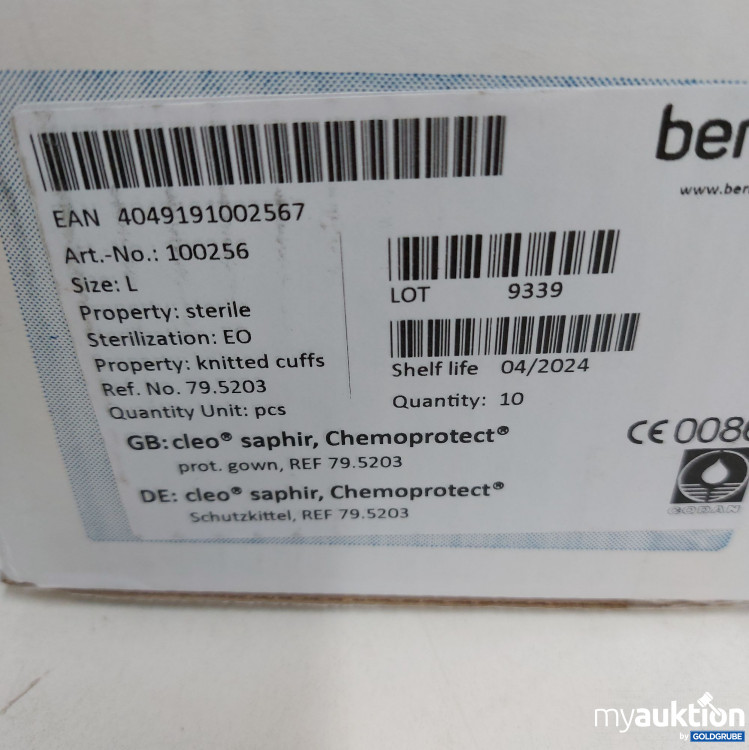 ber
www.ber
EAN 4049191002567
Art.-No.: 100256
Size: L
Property: sterile
Sterilization: EO
Property: knitted cuffs
Ref. No. 79.5203
Quantity Unit: pcs
LOT 9339
Shelf life 04/2024
Quantity: 10
GB: cleo® saphir, Chemoprotect®
prot. gown, REF 79.5203
DE: cleo® saphir, Chemoprotect®
Schutzkittel, REF 79.5203
CE 0086
CODAN
myauktion
by GOLDGRUBE